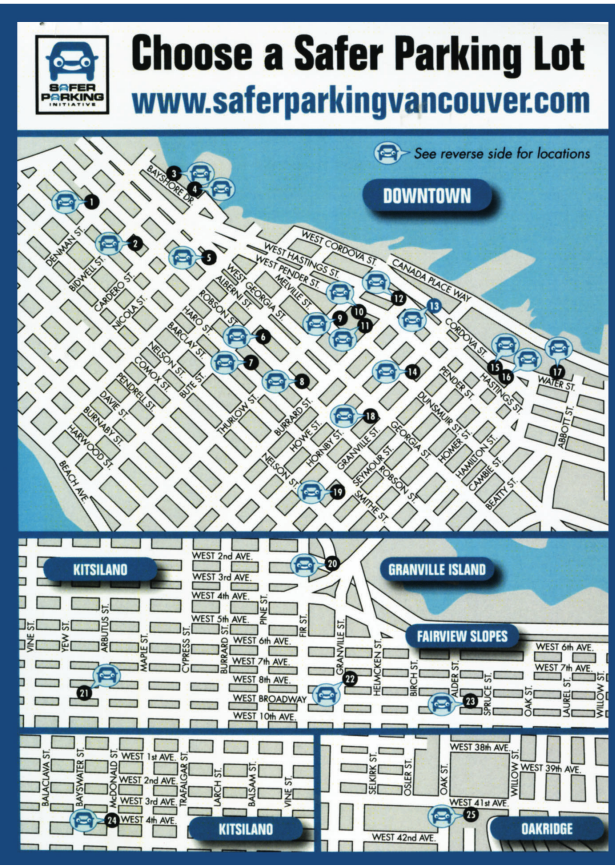 Choose a Safer Parking Lot
SAFER
PARKING
INITIATIVE
www.saferparkingvancouver.com
See reverse side for locations
DOWNTOWN
3
BAYSHORE DR.
4
1
2
5
DENMAN ST.
BIDWELL ST.
CARDERO ST.
NICOLA ST.
WEST CORDOVA ST.
WEST HASTINGS ST.
WEST PENDER ST.
MELVILLE ST.
CANADA PLACE WAY
WEST GEORGIA ST.
ALBERNI ST.
ROBSON ST.
HARO ST.
BARCLAY ST.
NELSON ST.
COMOX ST.
PENDRELL ST.
DAVIE ST.
BURNABY ST.
HARWOOD ST.
BEACH AVE
BUTE ST.
THURLOW ST.
BURRARD ST.
HOWE ST.
HORNBY ST.
GRANVILLE ST.
SEYMOUR ST.
ROBSON ST.
SMITHE ST.
NELSON ST.
DUNSMUIR ST.
GEORGIA ST.
PENDER ST.
HOMER ST.
HAMILTON ST.
CAMBIE ST.
BEATTY ST.
CORDOVA ST.
HASTINGS ST.
WATER ST.
ABBOTT ST.
6
7
8
9
10
11
12
13
14
15
16
17
18
19
KITSILANO
GRANVILLE ISLAND
FAIRVIEW SLOPES
WEST 2nd AVE.
WEST 3rd AVE.
WEST 4th AVE.
WEST 5th AVE.
WEST 6th AVE.
WEST 7th AVE.
WEST 8th AVE.
WEST BROADWAY
WEST 10th AVE.
VINE ST.
YEW ST.
ARBUTUS ST.
MAPLE ST.
CYPRESS ST.
BURRARD ST.
PINE ST.
FIR ST.
GRANVILLE ST.
HELMCKEN ST.
BIRCH ST.
ALDER ST.
SPRUCE ST.
OAK ST.
LAUREL ST.
WILLOW ST.
WEST 6th AVE.
WEST 7th AVE.
20
21
22
23
BALACLAVA ST.
BAYSWATER ST.
McDONALD ST.
TRAFALGAR ST.
LARCH ST.
BALSAM ST.
VINE ST.
WEST 1st AVE.
WEST 2nd AVE.
WEST 3rd AVE.
WEST 4th AVE.
24
KITSILANO
SELKIRK ST.
OSLER ST.
OAK ST.
WILLOW ST.
WEST 38th AVE.
WEST 39th AVE.
WEST 41st AVE.
WEST 42nd AVE.
25
OAKRIDGE